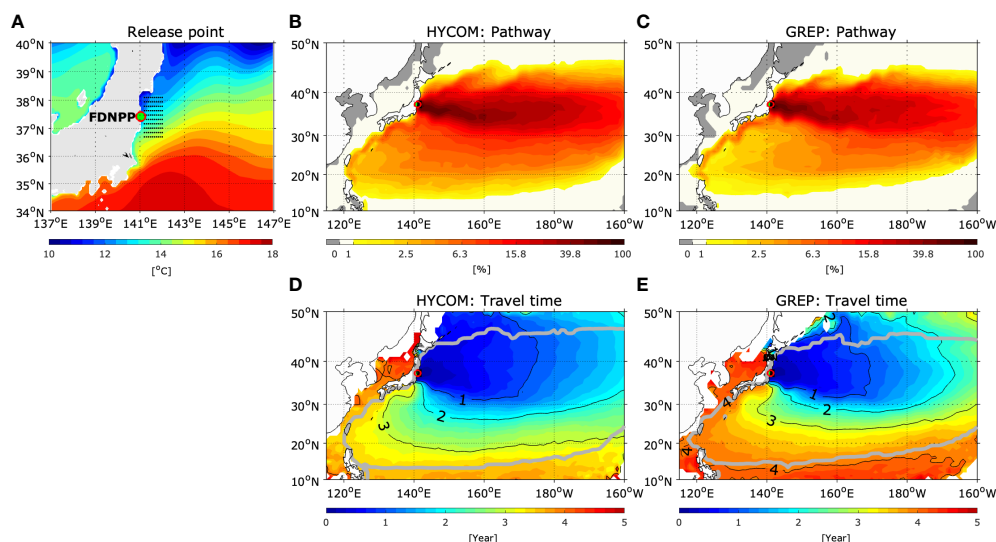 A
Release point
40°N
39°N
38°N
37°N
36°N
35°N
34°N
FDNPP
137°E 139°E 141°E 143°E 145°E 147°E
10 12 14 16 18
[°C]
B
HYCOM: Pathway
50°N
40°N
30°N
20°N
10°N
120°E 140°E 160°E 180°W 160°W
0 1 2.5 6.3 15.8 39.8 100
[%]
C
GREP: Pathway
50°N
40°N
30°N
20°N
10°N
120°E 140°E 160°E 180°W 160°W
0 1 2.5 6.3 15.8 39.8 100
[%]
D
HYCOM: Travel time
50°N
40°N
30°N
20°N
10°N
1
2
3
120°E 140°E 160°E 180°W 160°W
0 1 2 3 4 5
[Year]
E
GREP: Travel time
50°N
40°N
30°N
20°N
10°N
2
1
2
3
4
4
4
120°E 140°E 160°E 180°W 160°W
0 1 2 3 4 5
[Year]